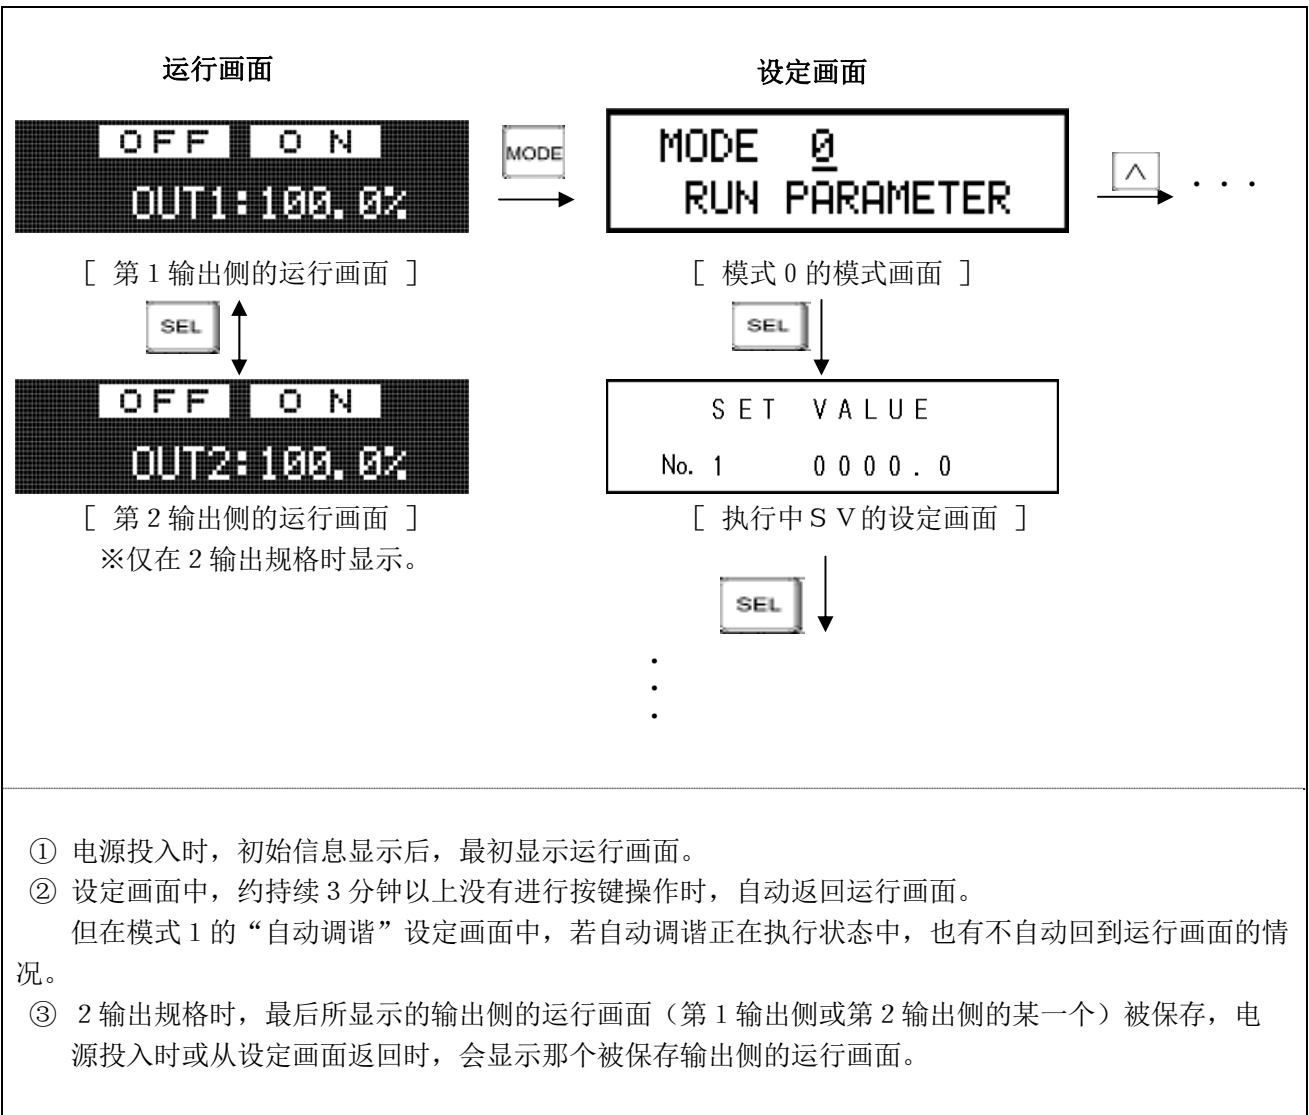 运行画面
设定画面
OFF ON
OUT1:100.0%
MODE
MODE 0
RUN PARAMETER
∧
···
[ 第1输出侧的运行画面 ]
[ 模式0的模式画面 ]
SEL
SEL
OFF ON
OUT2:100.0%
SET VALUE
No. 1 0000.0
[ 第2输出侧的运行画面 ]
[ 执行中SV的设定画面 ]
※仅在2输出规格时显示。
SEL
① 电源投入时，初始信息显示后，最初显示运行画面。
② 设定画面中，约持续3分钟以上没有进行按键操作时，自动返回运行画面。
但在模式1的“自动调谐”设定画面中，若自动调谐正在执行状态中，也有不自动回到运行画面的情
况。
③ 2输出规格时，最后所显示的输出侧的运行画面（第1输出侧或第2输出侧的某一个）被保存，电
源投入时或从设定画面返回时，会显示那个被保存输出侧的运行画面。